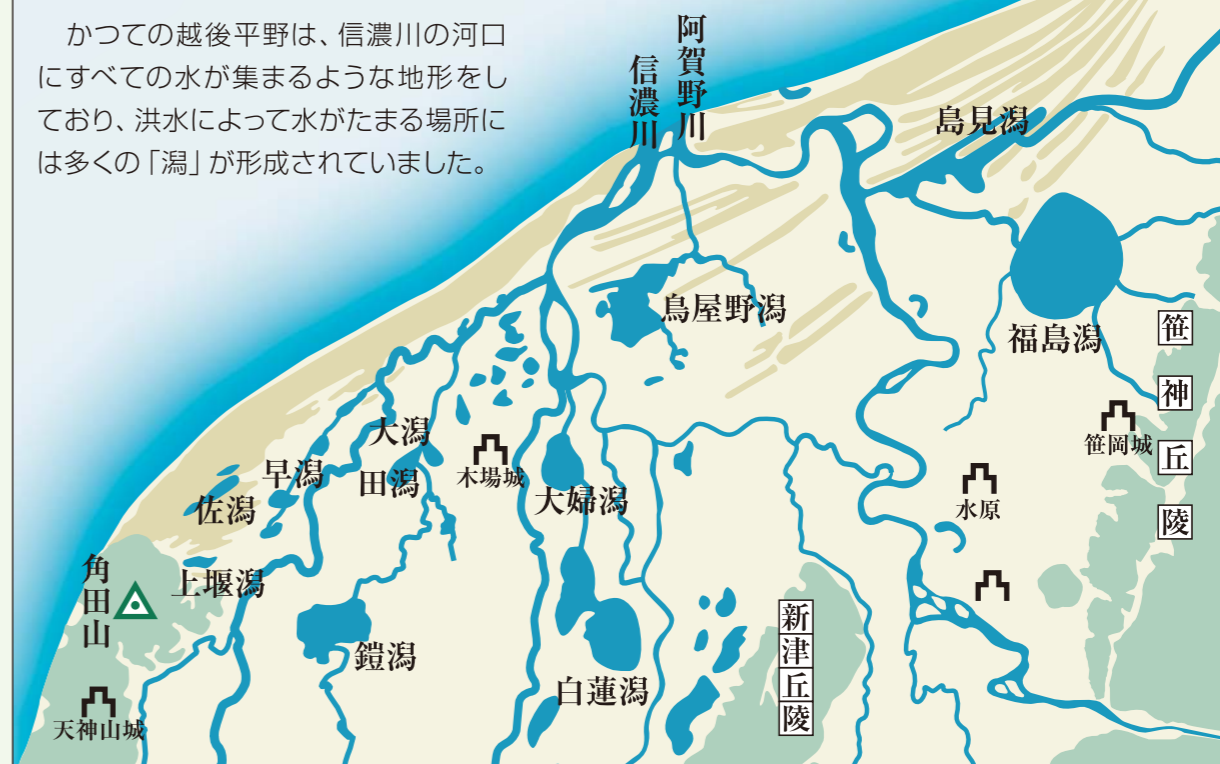 かつての越後平野は、信濃川の河口
にすべての水が集まるような地形をし
ており、洪水によって水がたまる場所に
は多くの「潟」が形成されていました。
阿賀野川
信濃川
島見潟
鳥屋野潟
福島潟
笹神丘陵
笹岡城
大潟
早潟
田潟
木場城
佐潟
大婦潟
水原
角田山
上堰潟
新津丘陵
鎧潟
白蓮潟
天神山城